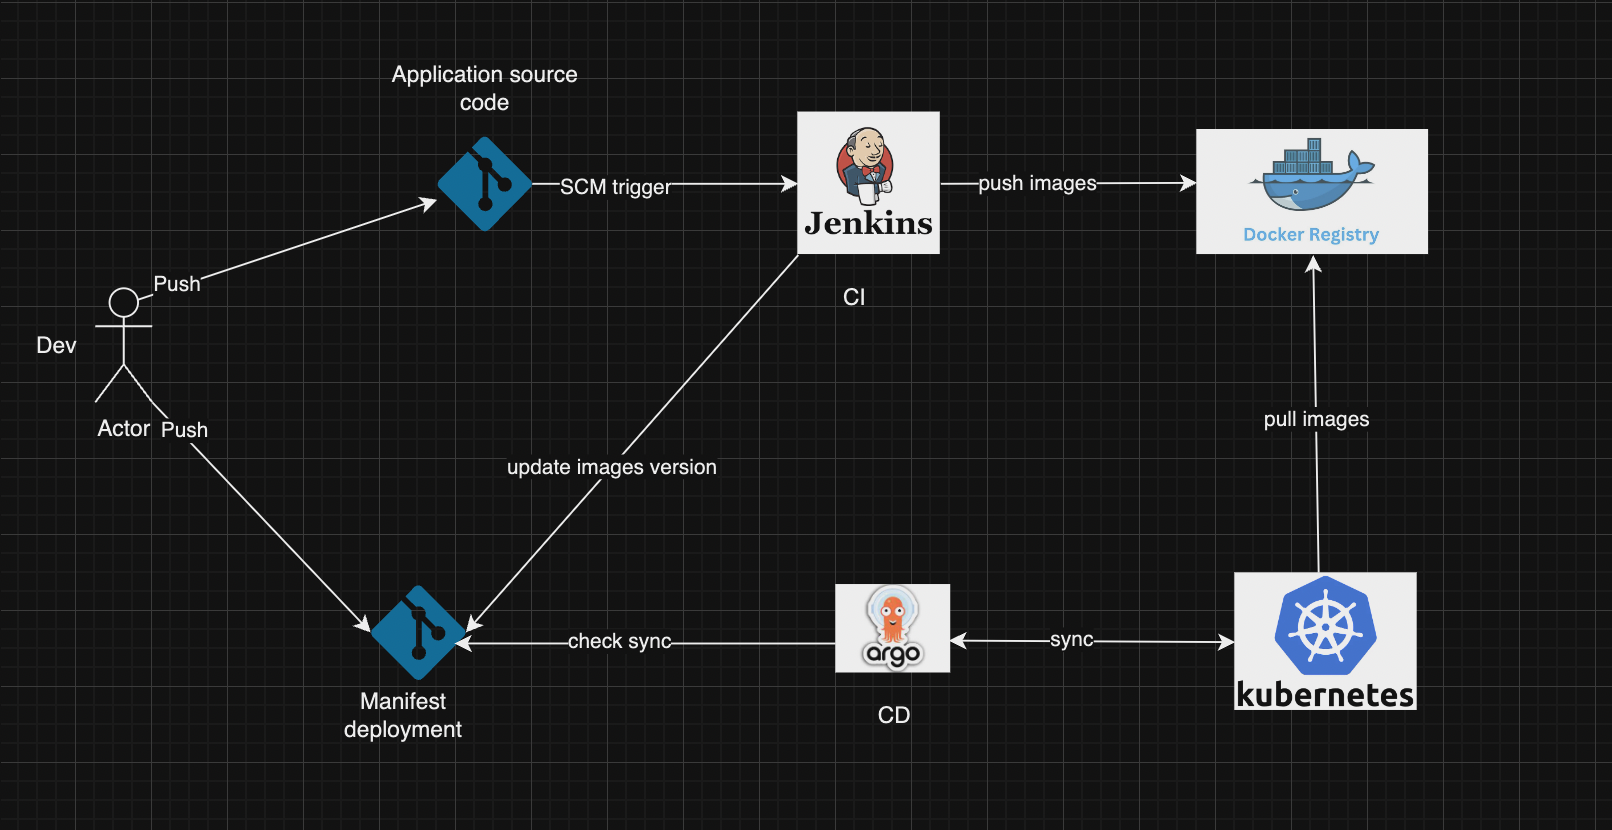 Application source
code
SCM trigger
Jenkins
push images
Docker Registry
CI
Push
Dev
Actor
Push
update images version
pull images
Manifest
deployment
check sync
argo
CD
sync
kubernetes